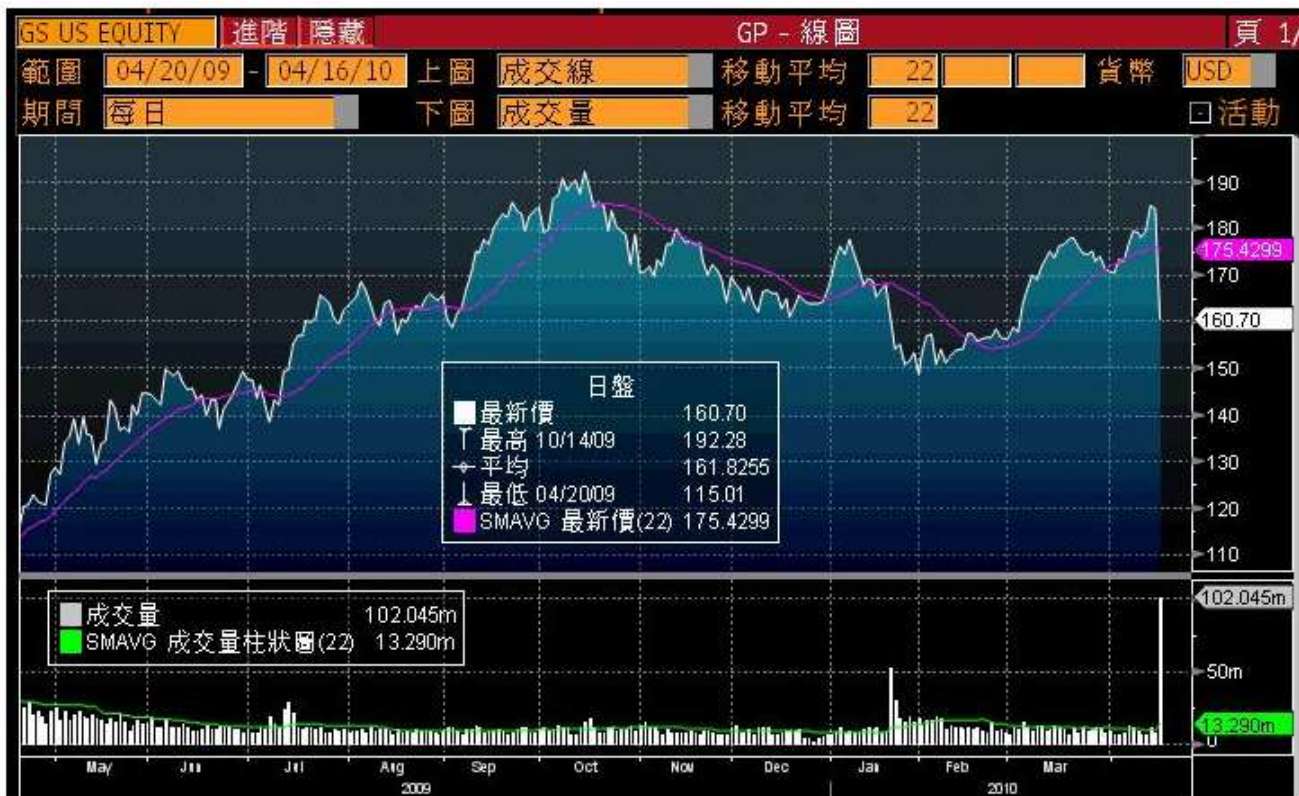 GS US EQUITY 進階 隱藏 GP - 線圖 頁 1/
範圍 04/20/09 - 04/16/10 上圖 成交線 移動平均 22 貨幣 USD
期間 每日 下圖 成交量 移動平均 22 活動
190
180
175.4299
170
160.70
150
140
130
120
110
日盤
最新價 160.70
最高 10/14/09 192.28
平均 161.8255
最低 04/20/09 115.01
SMAVG 最新價(22) 175.4299
成交量 102.045m
SMAVG 成交量柱狀圖(22) 13.290m
102.045m
50m
13.290m
0
May Jun Jul Aug Sep Oct Nov Dec Jan Feb Mar
2009 2010